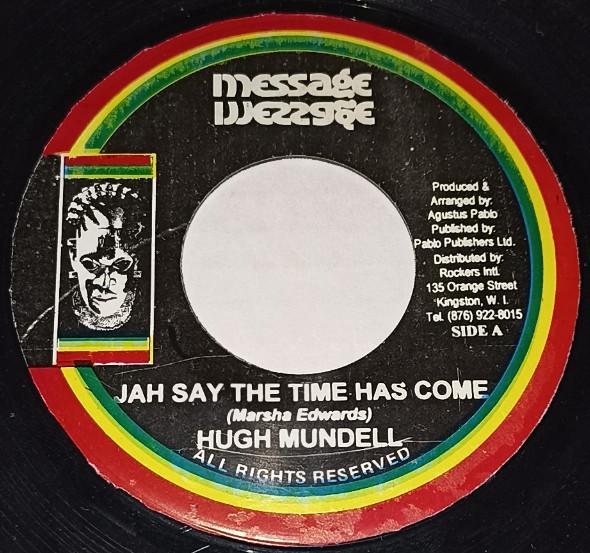 message
message
Produced &
Arranged by:
Agustus Pablo
Published by:
Pablo Publishers Ltd.
Distributed by:
Rockers Intl.
135 Orange Street
Kingston, W. I.
Tel. (876) 922-8015
SIDE A
JAH SAY THE TIME HAS COME
(Marsha Edwards)
HUGH MUNDELL
ALL RIGHTS RESERVED